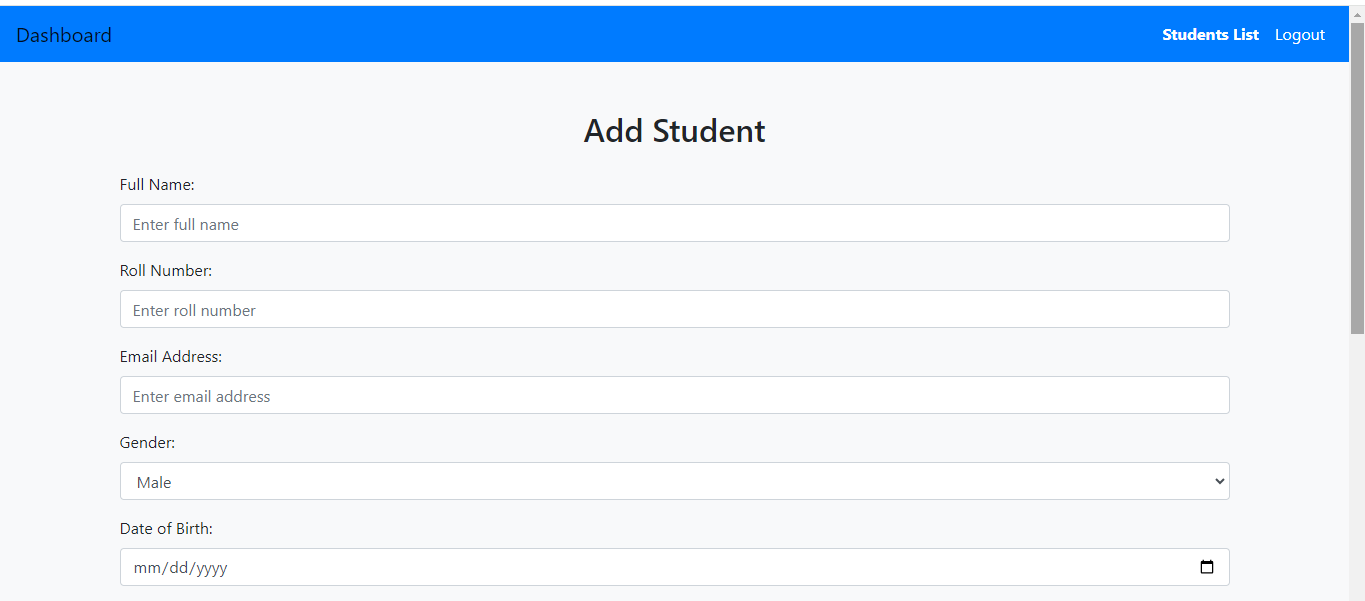 Dashboard Students List Logout
Add Student
Full Name:
Enter full name
Roll Number:
Enter roll number
Email Address:
Enter email address
Gender:
Male
Date of Birth:
mm/dd/yyyy